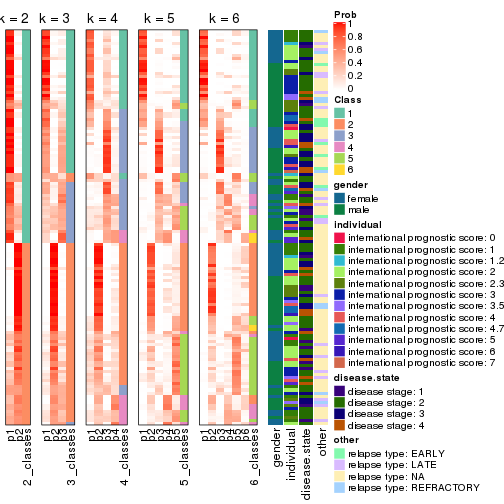 k = 2
k = 3
k = 4
k = 5
k = 6
p1
p2
2_classes
p1
p2
p3
3_classes
p1
p2
p3
p4
4_classes
p1
p2
p3
p4
p5
5_classes
p1
p2
p3
p4
p5
p6
6_classes
gender
individual
disease.state
other
Prob
1
0.8
0.6
0.4
0.2
0
Class
1
2
3
4
5
6
gender
female
male
individual
international prognostic score: 0
international prognostic score: 1
international prognostic score: 1.2
international prognostic score: 2
international prognostic score: 2.3
international prognostic score: 3
international prognostic score: 3.5
international prognostic score: 4
international prognostic score: 4.7
international prognostic score: 5
international prognostic score: 6
international prognostic score: 7
disease.state
disease stage: 1
disease stage: 2
disease stage: 3
disease stage: 4
other
relapse type: EARLY
relapse type: LATE
relapse type: NA
relapse type: REFRACTORY